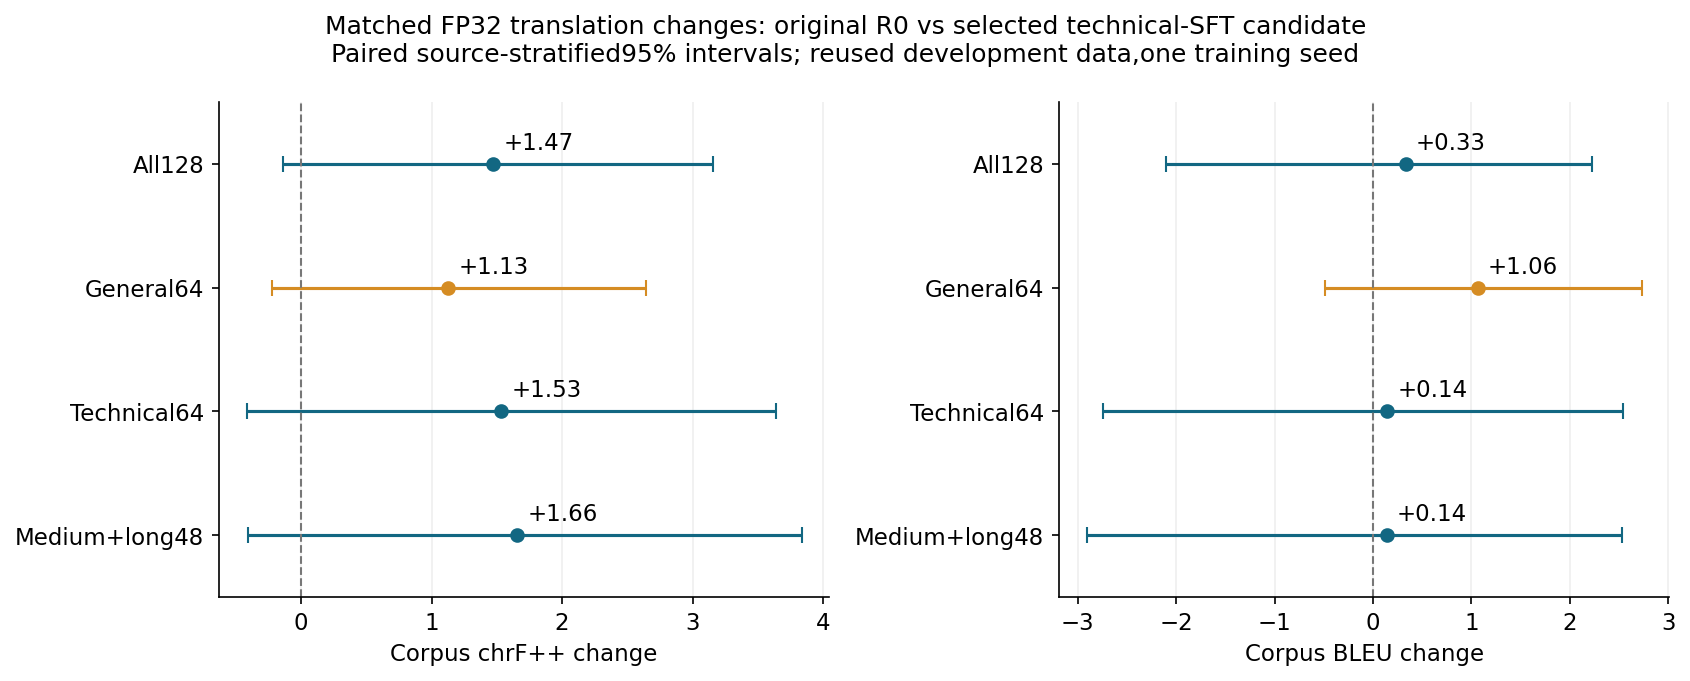 Matched FP32 translation changes: original R0 vs selected technical-SFT candidate
Paired source-stratified95% intervals; reused development data,one training seed
All128
+1.47
General64
+1.13
Technical64
+1.53
Medium+long48
+1.66
0 1 2 3 4
Corpus chrF++ change
All128
+0.33
General64
+1.06
Technical64
+0.14
Medium+long48
+0.14
−3 −2 −1 0 1 2 3
Corpus BLEU change